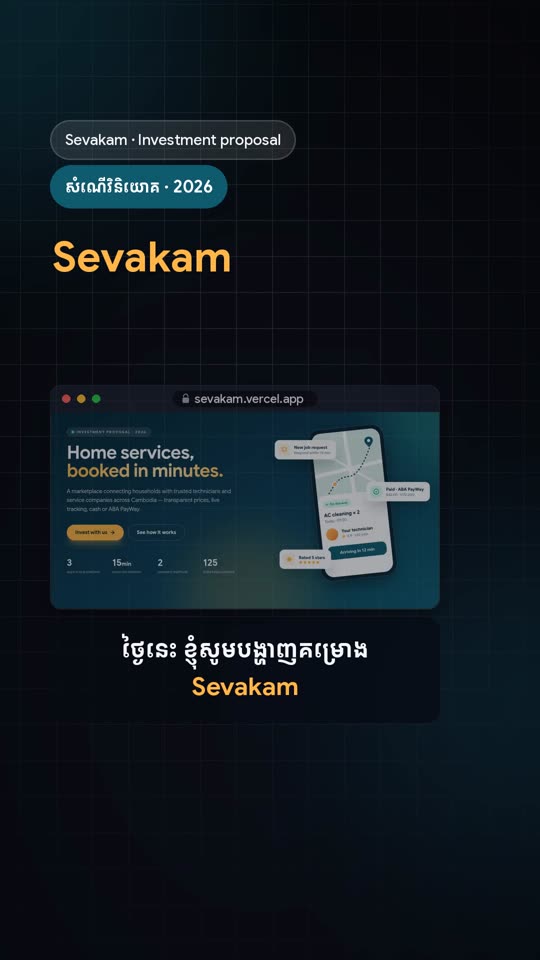 Sevakam · Investment proposal
សំណើវិនិយោគ · 2026
Sevakam
sevakam.vercel.app
INVESTMENT PROPOSAL · 2026
Home services,
booked in minutes.
A marketplace connecting households with trusted technicians and
service companies across Cambodia — transparent prices, live
tracking, cash or ABA PayWay.
Invest with us →
See how it works
3
15min
2
125
New job request
Paid · ABA PayWay
AC cleaning × 2
Your technician
Arriving in 12 min
Rated 5 stars
ថ្ងៃនេះ ខ្ញុំសូមបង្ហាញគម្រោង
Sevakam